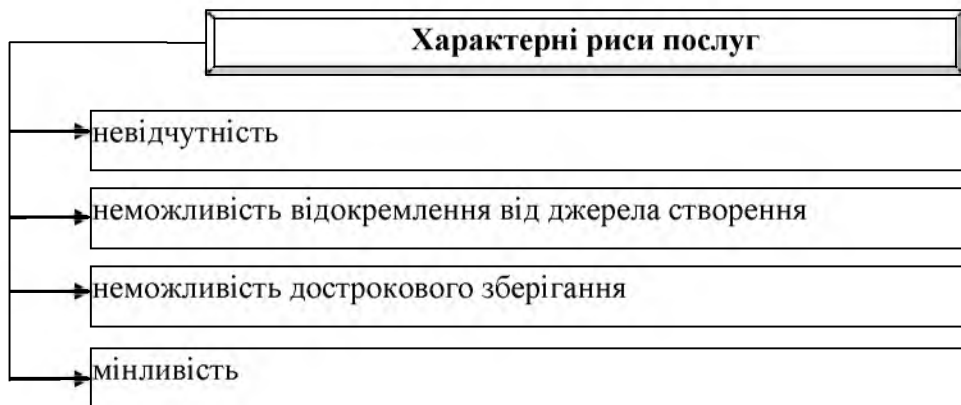 Характерні риси послуг
невідчутність
неможливість відокремлення від джерела створення
неможливість дострокового зберігання
мінливість